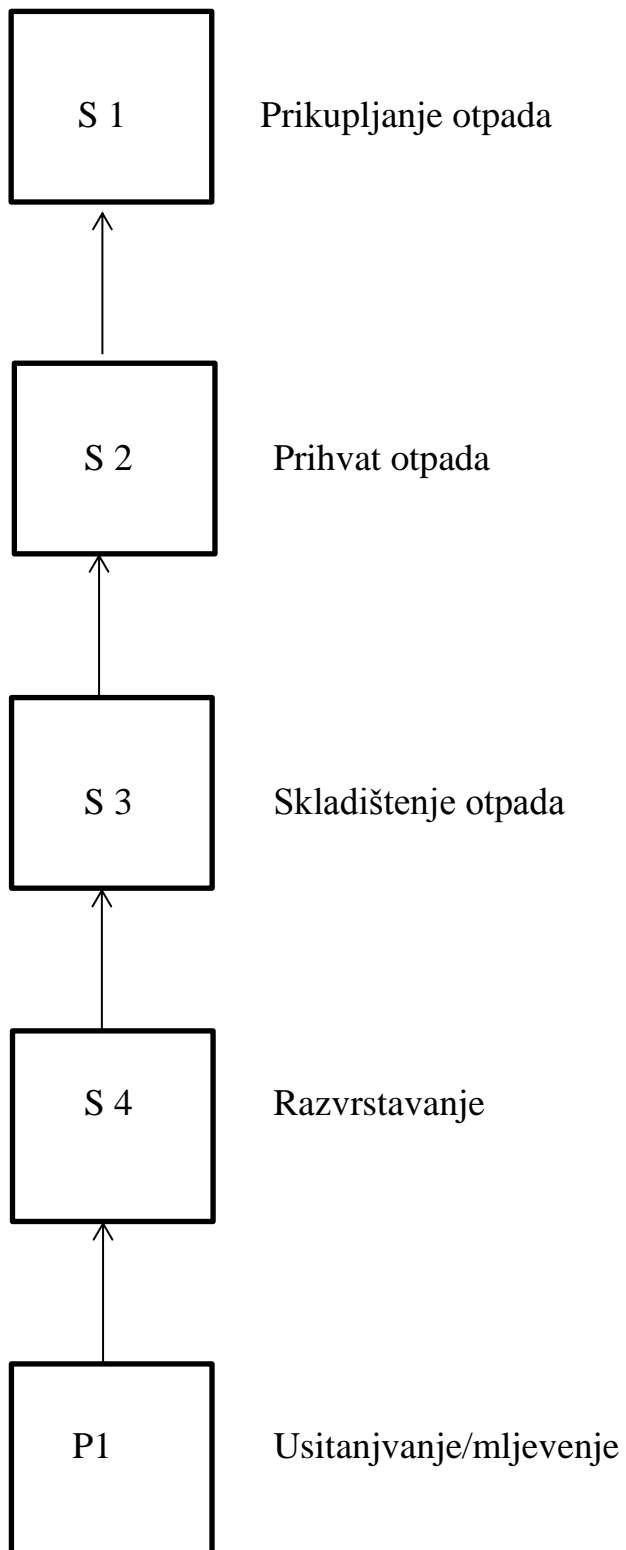 S 1 Prikupljanje otpada
S 2 Prihvat otpada
S 3 Skladištenje otpada
S 4 Razvrstavanje
P1 Usitanjvanje/mljevenje